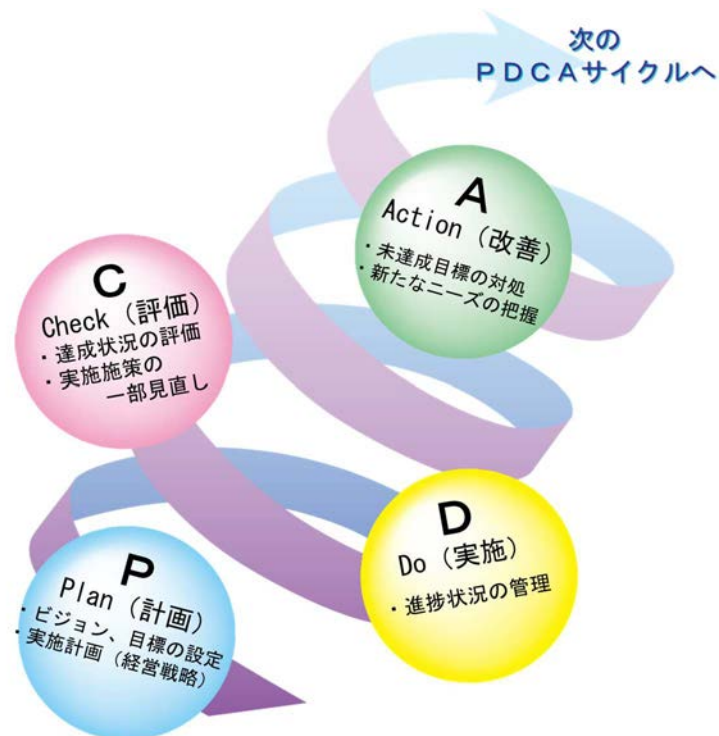 次の
PDCAサイクルへ
A
Action（改善）
・未達成目標の対処
・新たなニーズの把握
C
Check（評価）
・達成状況の評価
・実施施策の
一部見直し
D
Do（実施）
・進捗状況の管理
P
Plan（計画）
・ビジョン、目標の設定
・実施計画（経営戦略）